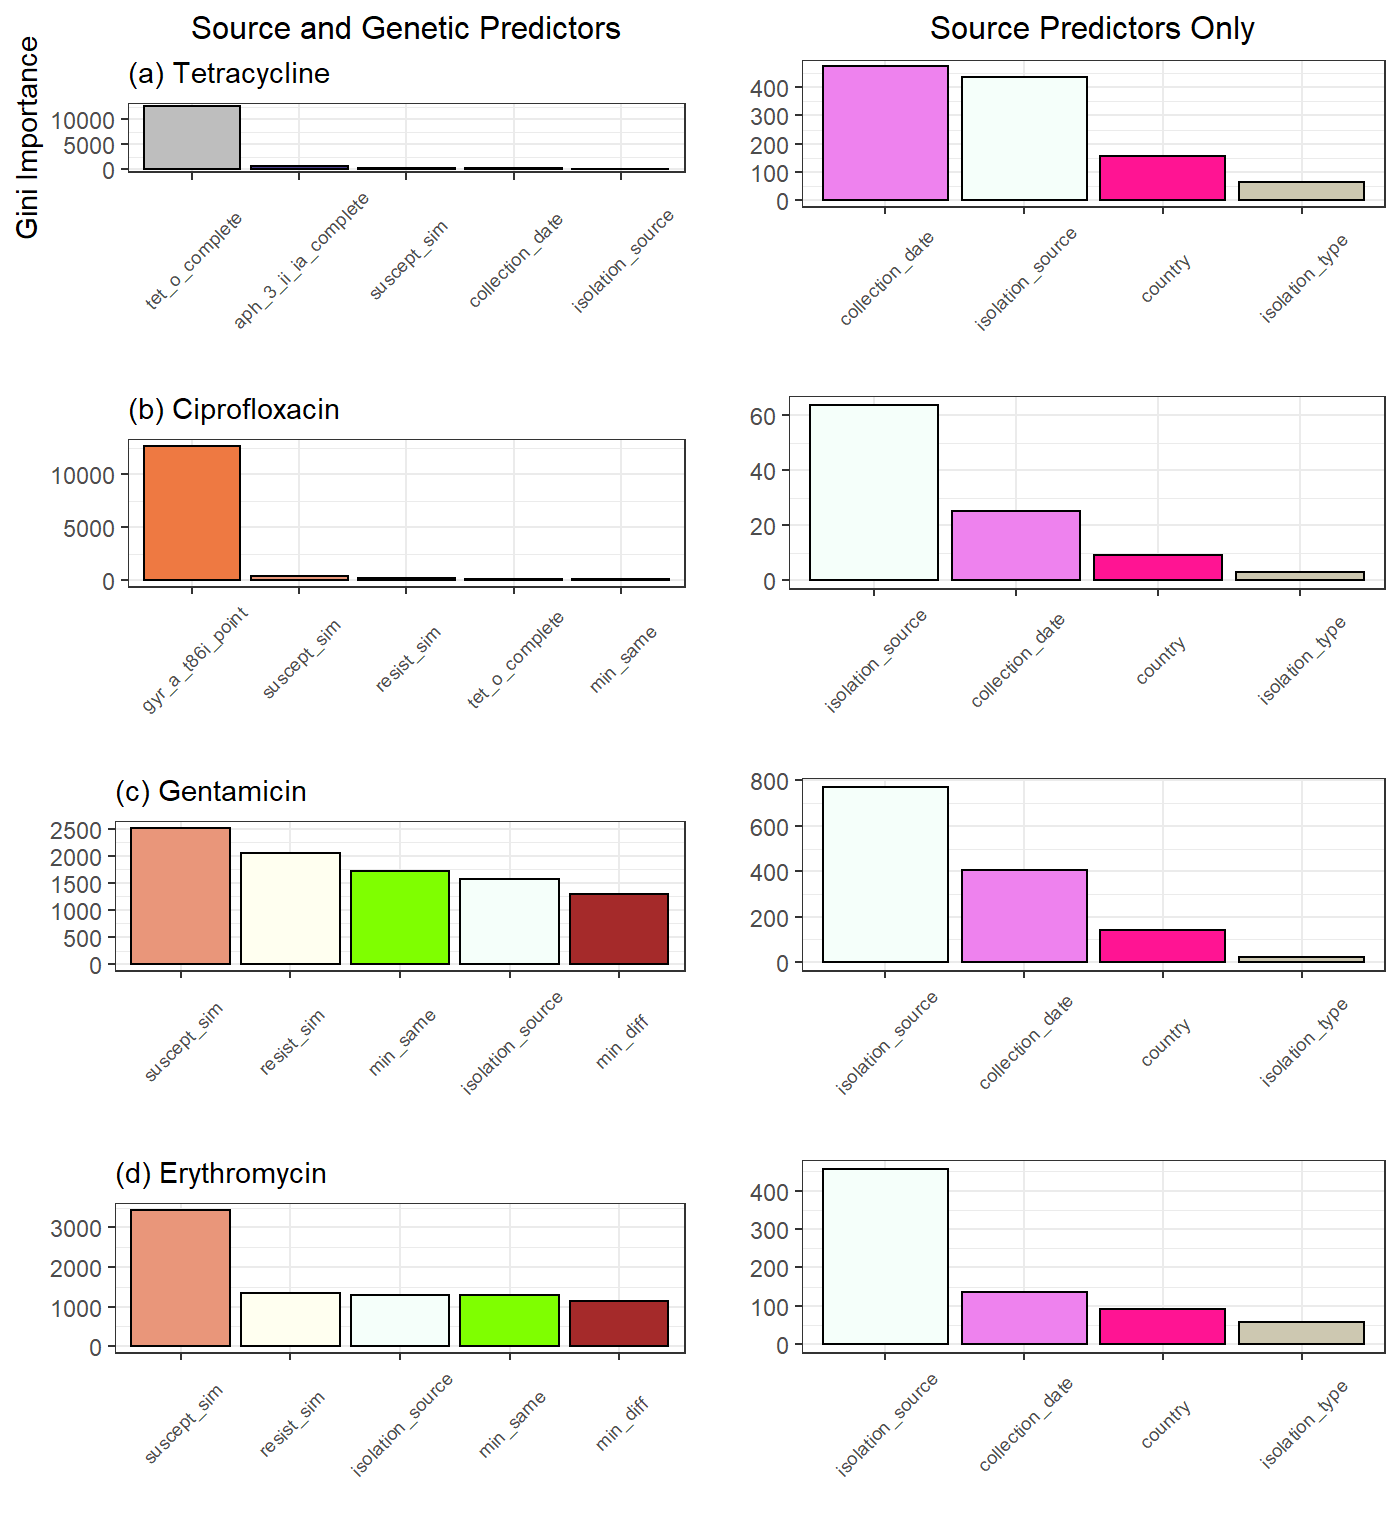 Source and Genetic Predictors
Source Predictors Only
Gini Importance
(a) Tetracycline
10000
5000
0
tet_o_complete
aph_3_ii_ia_complete
suscept_sim
collection_date
isolation_source
400
300
200
100
0
collection_date
isolation_source
country
isolation_type
(b) Ciprofloxacin
10000
5000
0
gyr_a_t86i_point
suscept_sim
resist_sim
tet_o_complete
min_same
60
40
20
0
isolation_source
collection_date
country
isolation_type
(c) Gentamicin
2500
2000
1500
1000
500
0
suscept_sim
resist_sim
min_same
isolation_source
min_diff
800
600
400
200
0
isolation_source
collection_date
country
isolation_type
(d) Erythromycin
3000
2000
1000
0
suscept_sim
resist_sim
isolation_source
min_same
min_diff
400
300
200
100
0
isolation_source
collection_date
country
isolation_type